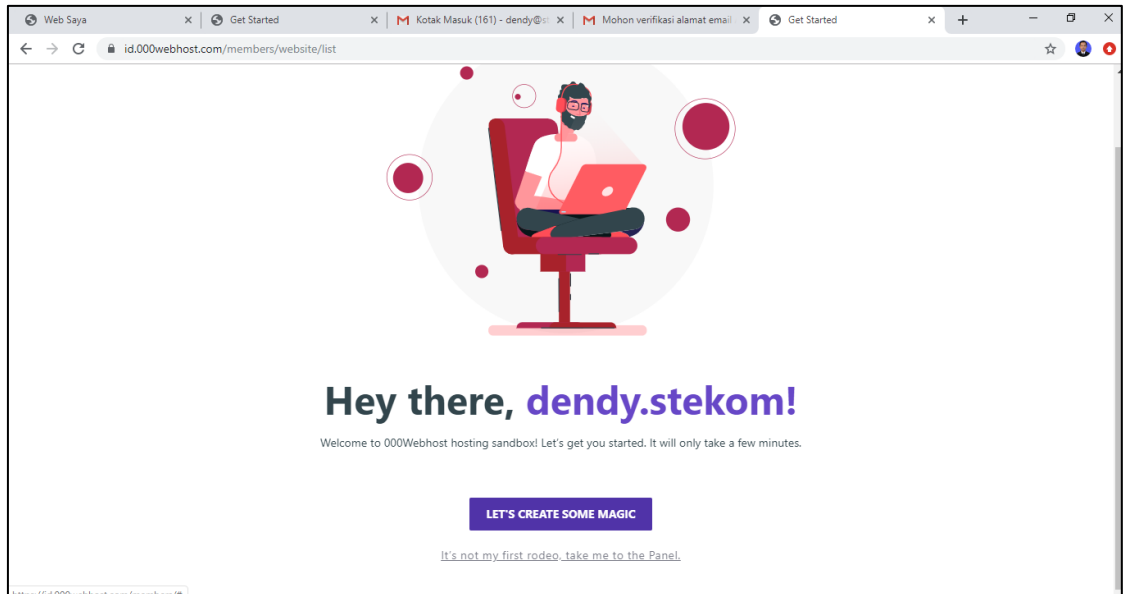 Web Saya
Get Started
Kotak Masuk (161) - dendy@st
Mohon verifikasi alamat email
Get Started
id.000webhost.com/members/website/list
Hey there, dendy.stekom!
Welcome to 000Webhost hosting sandbox! Let's get you started. It will only take a few minutes.
LET'S CREATE SOME MAGIC
It's not my first rodeo, take me to the Panel.